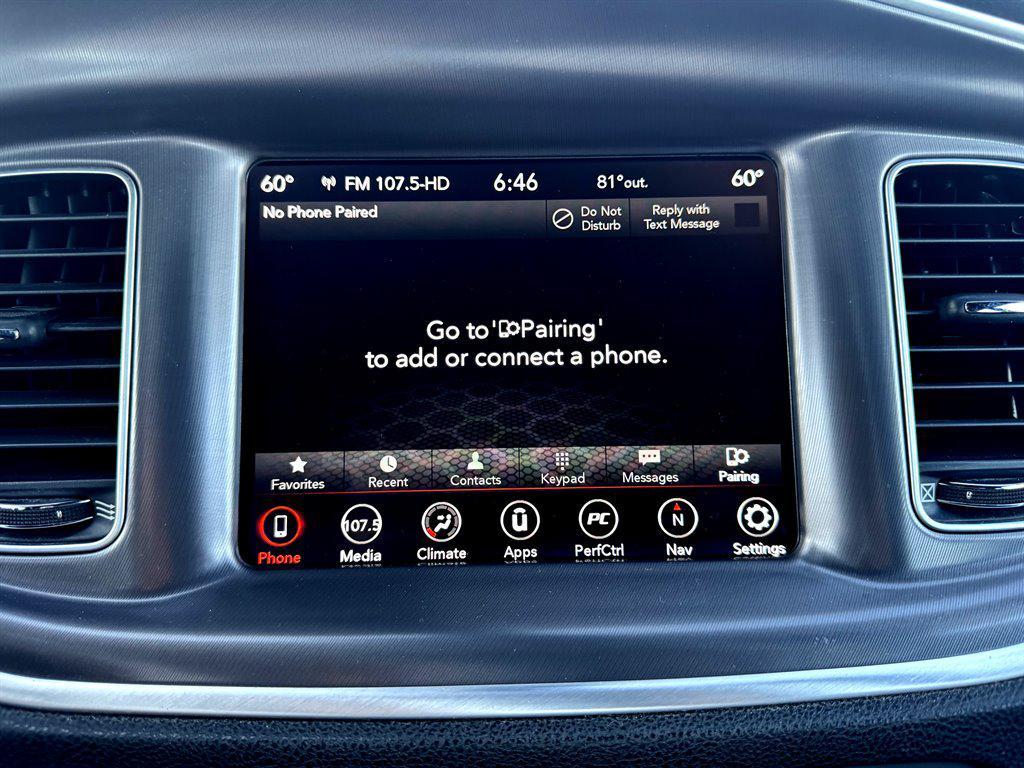 60° FM 107.5-HD 6:46 81°out. 60°
No Phone Paired
Do Not
Disturb
Reply with
Text Message
Go to 'Pairing'
to add or connect a phone.
Favorites Recent Contacts Keypad Messages Pairing
107.5 PC N
Phone Media Climate Apps PerfCtrl Nav Settings